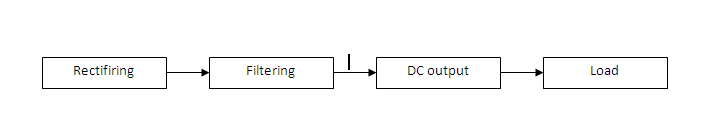 Rectifiring
Filtering
DC output
Load